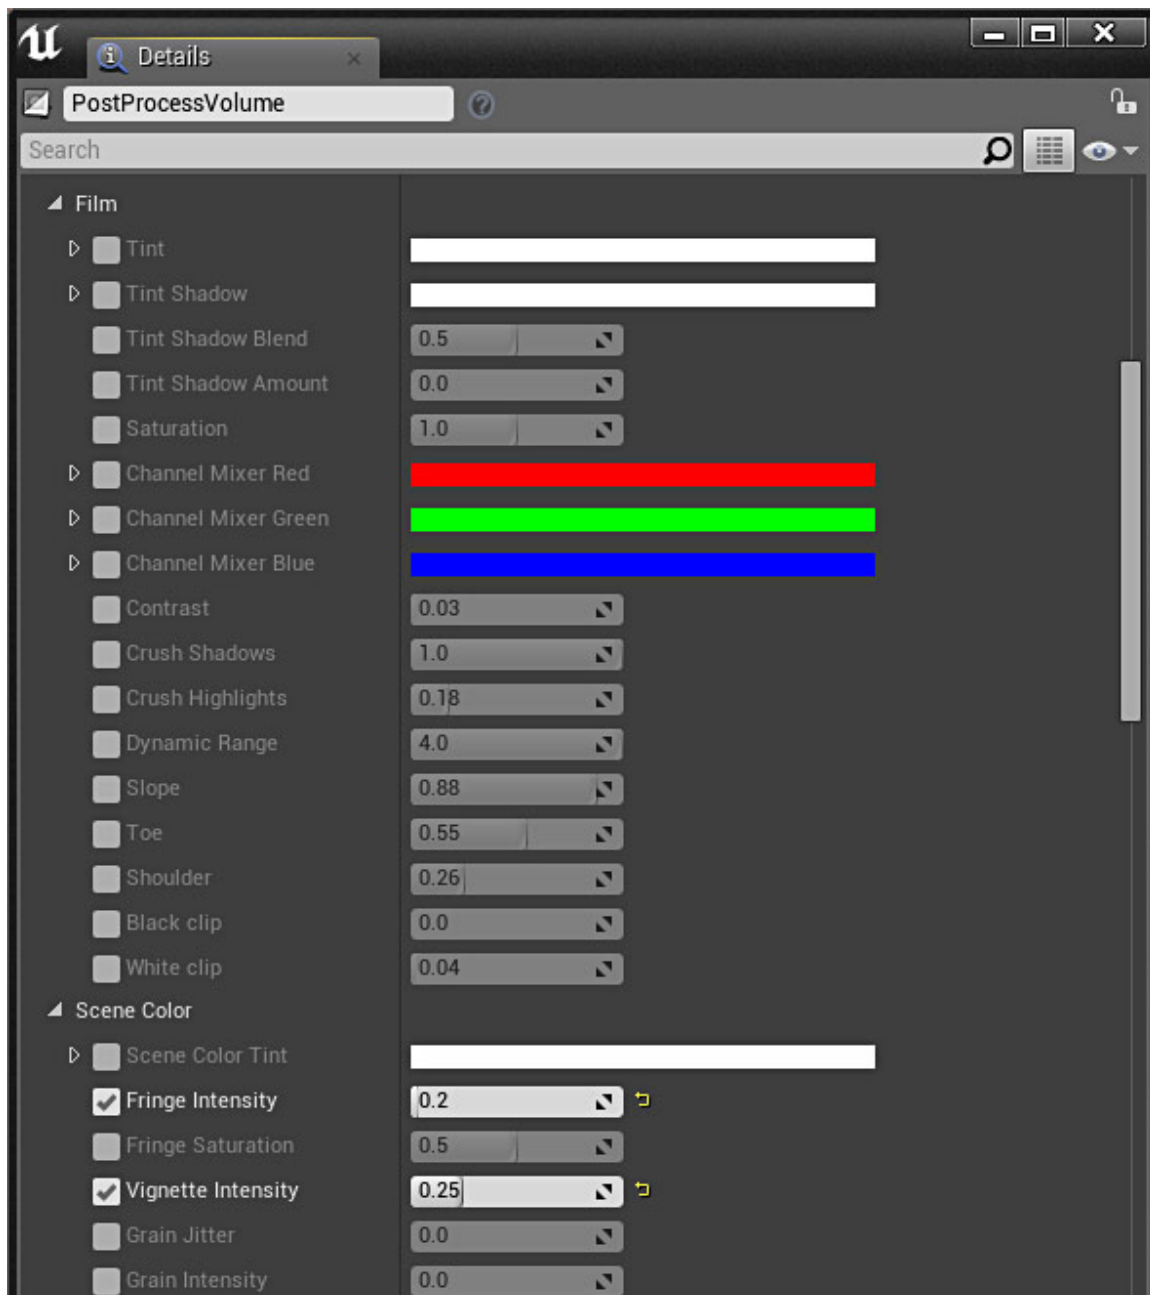 Details
PostProcessVolume
Search
Film
Tint
Tint Shadow
Tint Shadow Blend 0.5
Tint Shadow Amount 0.0
Saturation 1.0
Channel Mixer Red
Channel Mixer Green
Channel Mixer Blue
Contrast 0.03
Crush Shadows 1.0
Crush Highlights 0.18
Dynamic Range 4.0
Slope 0.88
Toe 0.55
Shoulder 0.26
Black clip 0.0
White clip 0.04
Scene Color
Scene Color Tint
Fringe Intensity 0.2
Fringe Saturation 0.5
Vignette Intensity 0.25
Grain Jitter 0.0
Grain Intensity 0.0